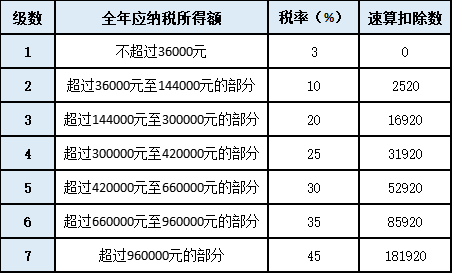 级数 全年应纳税所得额 税率（%） 速算扣除数
1 不超过36000元 3 0
2 超过36000元至144000元的部分 10 2520
3 超过144000元至300000元的部分 20 16920
4 超过300000元至420000元的部分 25 31920
5 超过420000元至660000元的部分 30 52920
6 超过660000元至960000元的部分 35 85920
7 超过960000元的部分 45 181920